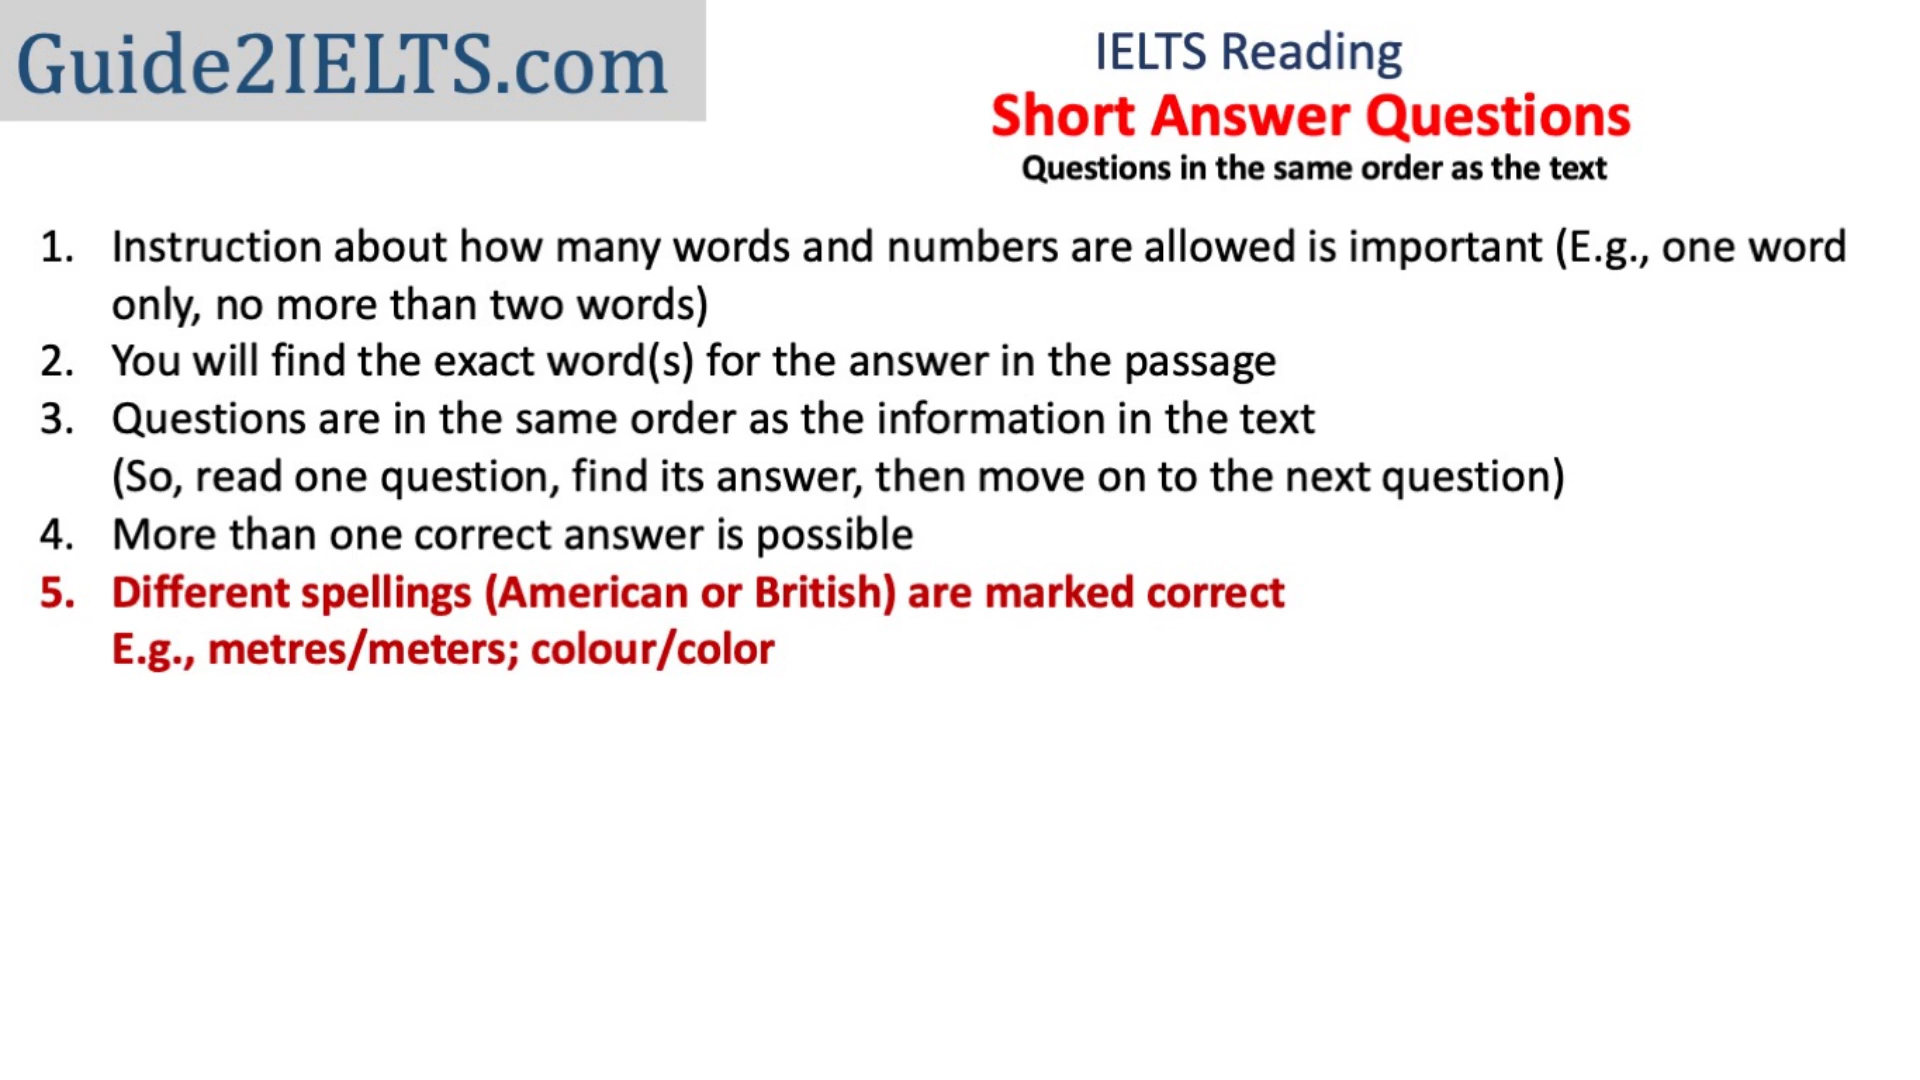 Guide2IELTS.com
IELTS Reading
Short Answer Questions
Questions in the same order as the text
1. Instruction about how many words and numbers are allowed is important (E.g., one word
only, no more than two words)
2. You will find the exact word(s) for the answer in the passage
3. Questions are in the same order as the information in the text
(So, read one question, find its answer, then move on to the next question)
4. More than one correct answer is possible
5. Different spellings (American or British) are marked correct
E.g., metres/meters; colour/color